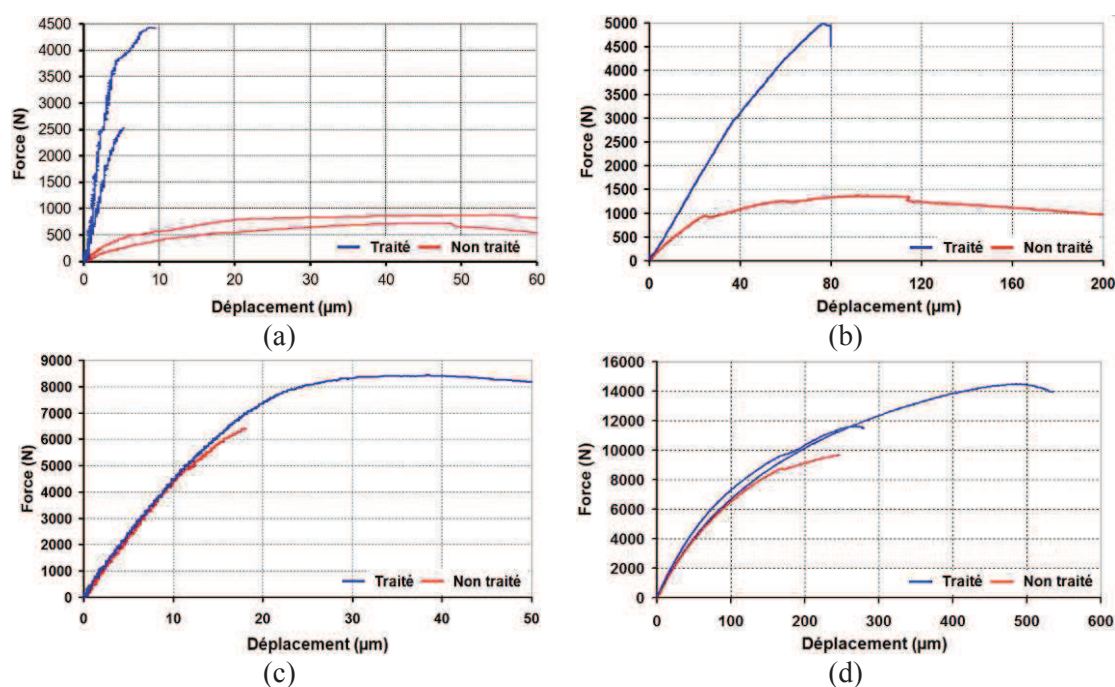 4500
4000
3500
3000
2500
2000
1500
1000
500
0
Force (N)
0 10 20 30 40 50 60
Déplacement (µm)
Traité Non traité
(a)
5000
4500
4000
3500
3000
2500
2000
1500
1000
500
0
Force (N)
0 40 80 120 160 200
Déplacement (µm)
Traité Non traité
(b)
9000
8000
7000
6000
5000
4000
3000
2000
1000
0
Force (N)
0 10 20 30 40 50
Déplacement (µm)
Traité Non traité
(c)
16000
14000
12000
10000
8000
6000
4000
2000
0
Force (N)
0 100 200 300 400 500 600
Déplacement (µm)
Traité Non traité
(d)